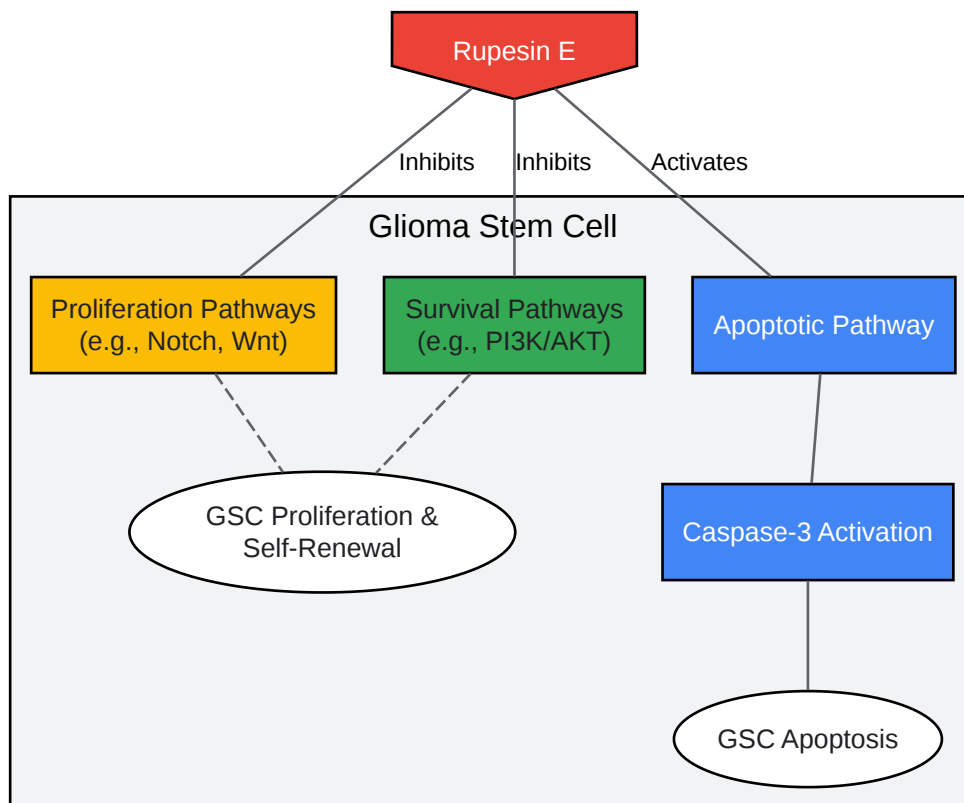 Rupesin E
Inhibits
Inhibits
Activates
Glioma Stem Cell
Proliferation Pathways
(e.g., Notch, Wnt)
Survival Pathways
(e.g., PI3K/AKT)
Apoptotic Pathway
GSC Proliferation &
Self-Renewal
Caspase-3 Activation
GSC Apoptosis